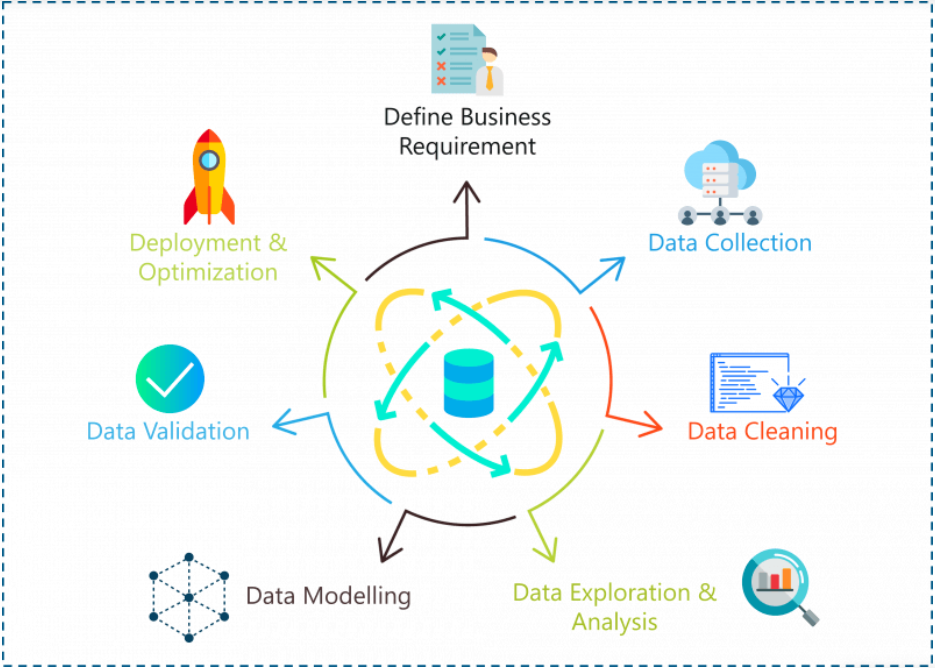 Define Business
Requirement
Data Collection
Data Cleaning
Data Exploration &
Analysis
Data Modelling
Data Validation
Deployment &
Optimization